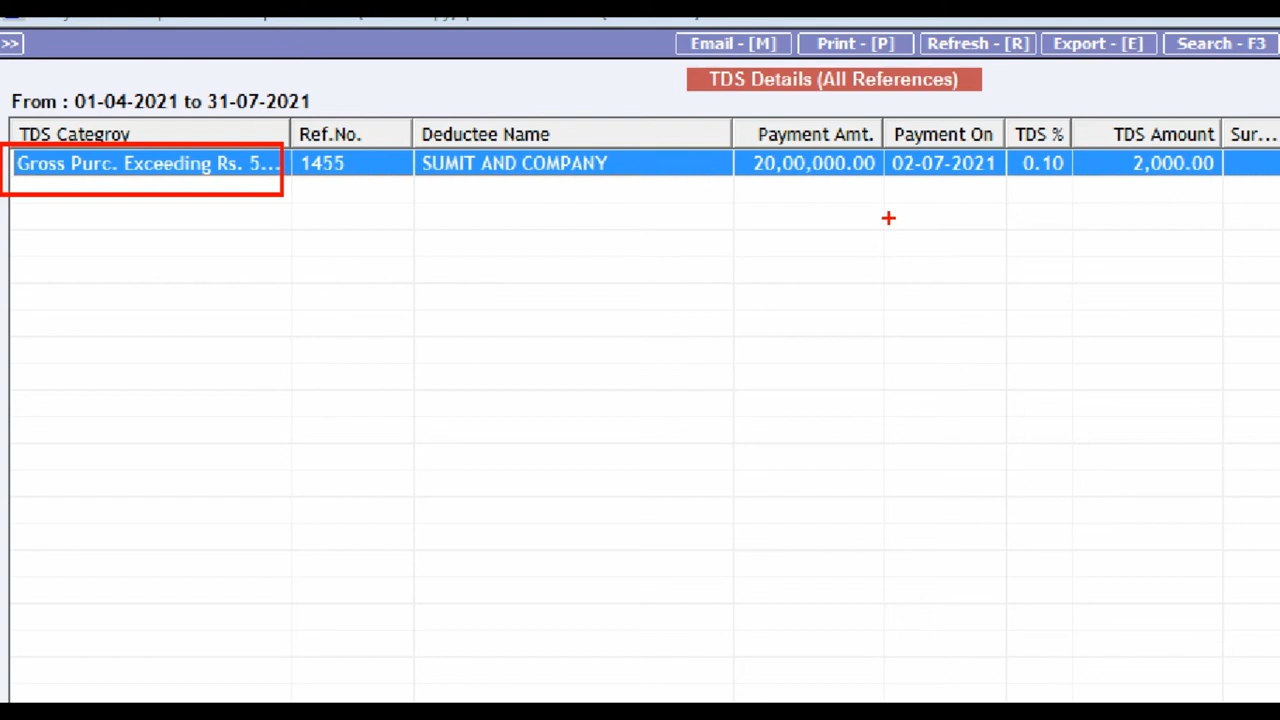 >> Email - [M] Print - [P] Refresh - [R] Export - [E] Search - F3
TDS Details (All References)
From : 01-04-2021 to 31-07-2021
TDS Categroy Ref.No. Deductee Name Payment Amt. Payment On TDS % TDS Amount Sur...
Gross Purc. Exceeding Rs. 5... 1455 SUMIT AND COMPANY 20,00,000.00 02-07-2021 0.10 2,000.00